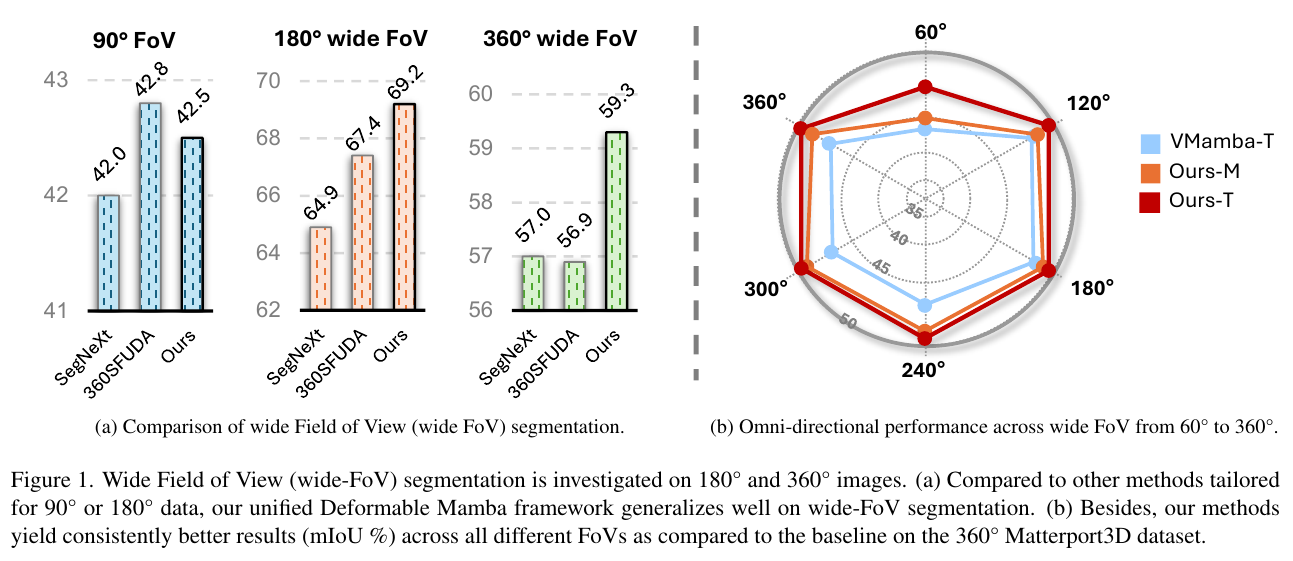 90° FoV
43
42
41
42.0
42.8
42.5
SegNeXt
360SFUDA
Ours
180° wide FoV
70
68
66
64
62
64.9
67.4
69.2
SegNeXt
360SFUDA
Ours
360° wide FoV
60
59
58
57
56
57.0
56.9
59.3
SegNeXt
360SFUDA
Ours
(a) Comparison of wide Field of View (wide FoV) segmentation.
60°
120°
180°
240°
300°
360°
35
40
45
50
VMamba-T
Ours-M
Ours-T
(b) Omni-directional performance across wide FoV from 60° to 360°.
Figure 1. Wide Field of View (wide-FoV) segmentation is investigated on 180° and 360° images. (a) Compared to other methods tailored
for 90° or 180° data, our unified Deformable Mamba framework generalizes well on wide-FoV segmentation. (b) Besides, our methods
yield consistently better results (mIoU %) across all different FoVs as compared to the baseline on the 360° Matterport3D dataset.